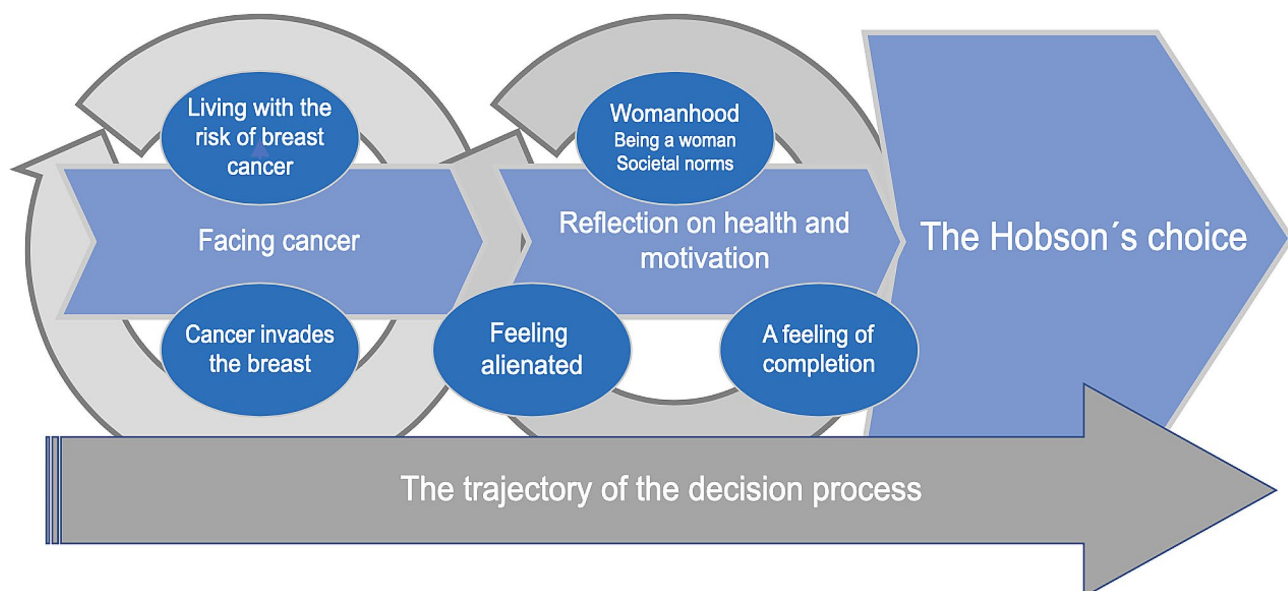 Living with the
risk of breast
cancer
Facing cancer
Cancer invades
the breast
Womanhood
Being a woman
Societal norms
Reflection on health and
motivation
Feeling
alienated
A feeling of
completion
The Hobson´s choice
The trajectory of the decision process